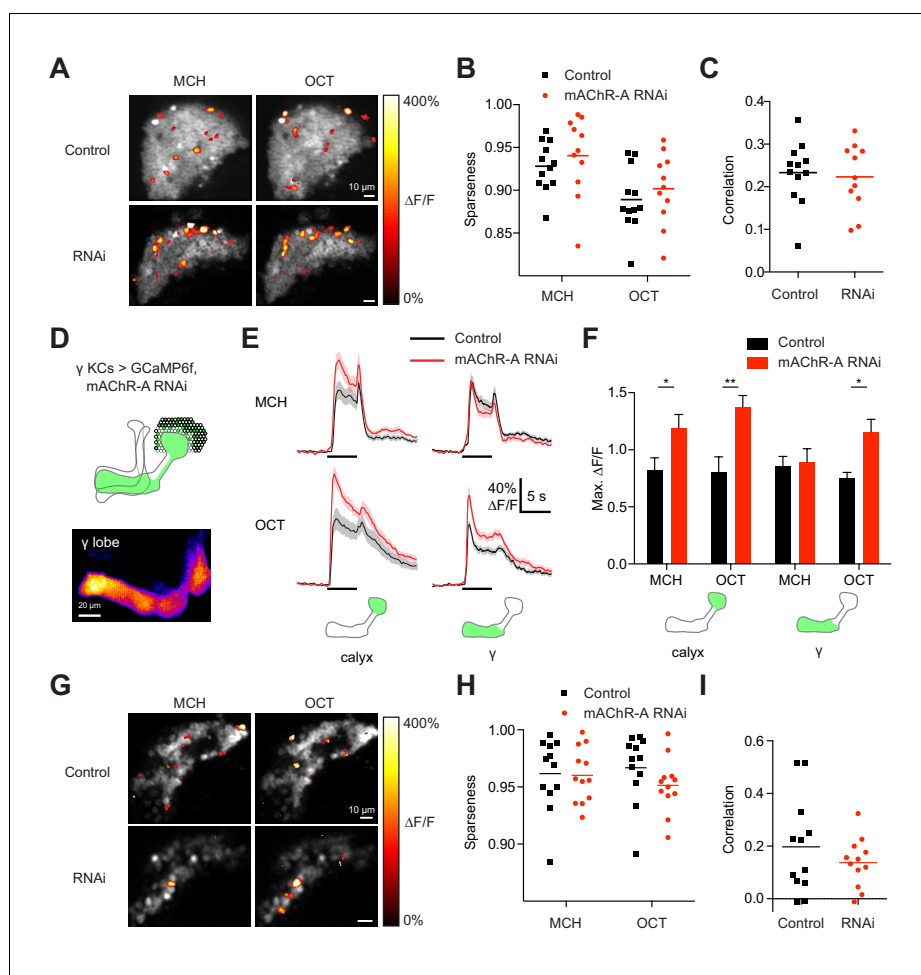 A
MCH
OCT
Control
RNAi
10 µm
400%
ΔF/F
0%
B
Control
mAChR-A RNAi
Sparseness
1.00
0.95
0.90
0.85
MCH
OCT
C
Correlation
0.4
0.3
0.2
0.1
0.0
Control
RNAi
D
γ KCs > GCaMP6f,
mAChR-A RNAi
γ lobe
20 µm
E
Control
mAChR-A RNAi
MCH
OCT
40%
ΔF/F
5 s
calyx
γ
F
Control
mAChR-A RNAi
Max. ΔF/F
1.5
1.0
0.5
0.0
*
**
*
MCH
OCT
MCH
OCT
calyx
γ
G
MCH
OCT
Control
RNAi
10 µm
400%
ΔF/F
0%
H
Control
mAChR-A RNAi
Sparseness
1.00
0.95
0.90
MCH
OCT
I
Correlation
0.6
0.4
0.2
0.0
Control
RNAi